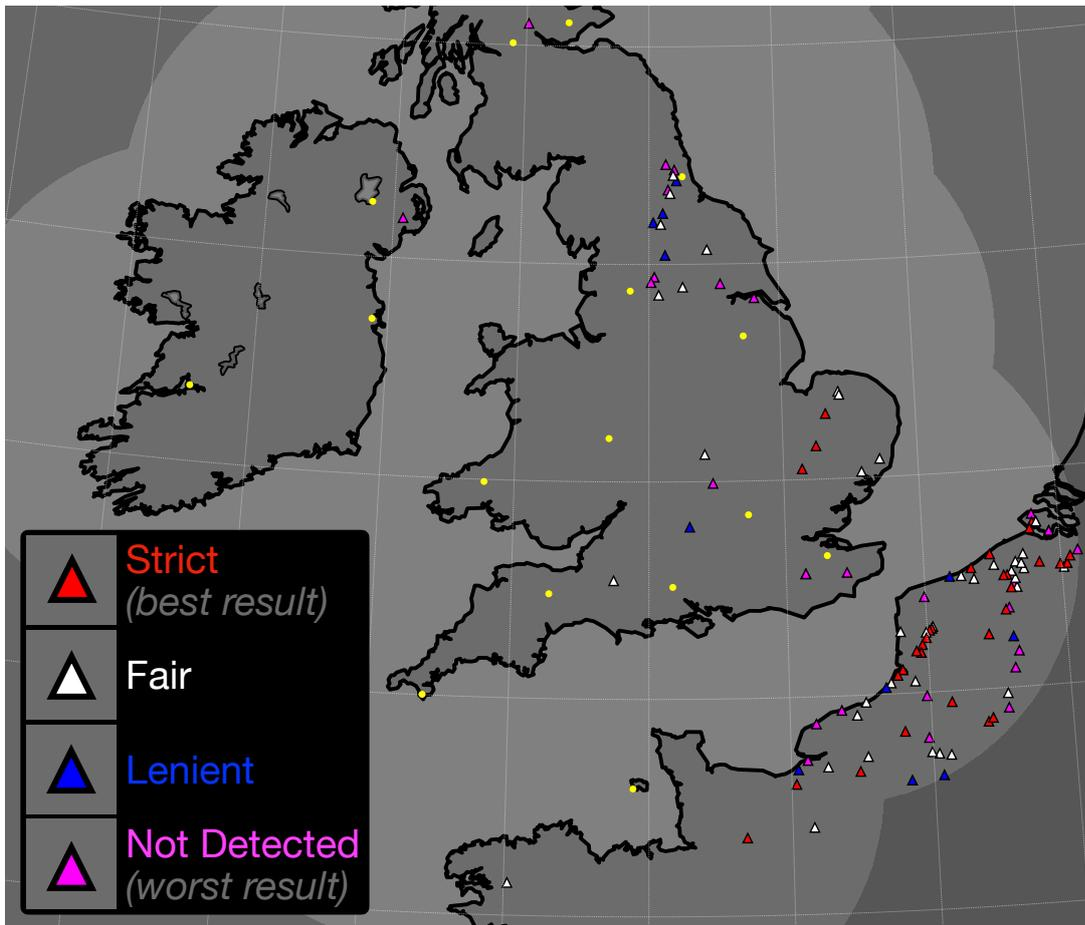 Strict
(best result)
Fair
Lenient
Not Detected
(worst result)